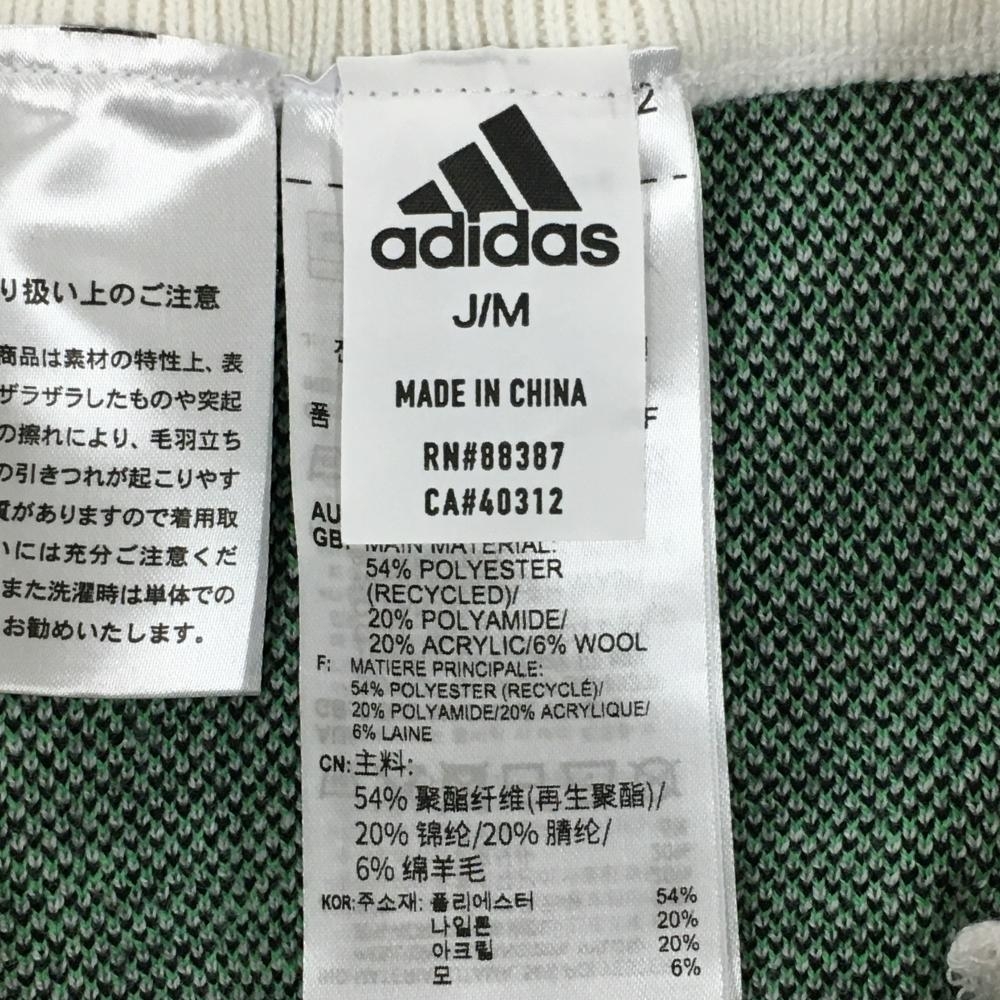 り扱い上のご注意
商品は素材の特性上、表
ザラザラしたものや突起
の擦れにより、毛羽立ち
の引きつれが起こりやす
質がありますので着用取
いには充分ご注意くだ
また洗濯時は単体での
お勧めいたします。
2
adidas
J/M
MADE IN CHINA
RN#88387
CA#40312
품
F
AU
GB: MAIN MATERIAL:
54% POLYESTER
(RECYCLED)/
20% POLYAMIDE/
20% ACRYLIC/6% WOOL
F: MATIERE PRINCIPALE:
54% POLYESTER (RECYCLÉ)/
20% POLYAMIDE/20% ACRYLIQUE/
6% LAINE
CN:主料:
54% 聚酯纤维(再生聚酯)/
20% 锦纶/20% 腈纶/
6% 绵羊毛
KOR:주소재: 폴리에스터 54%
나일론 20%
아크릴 20%
모 6%